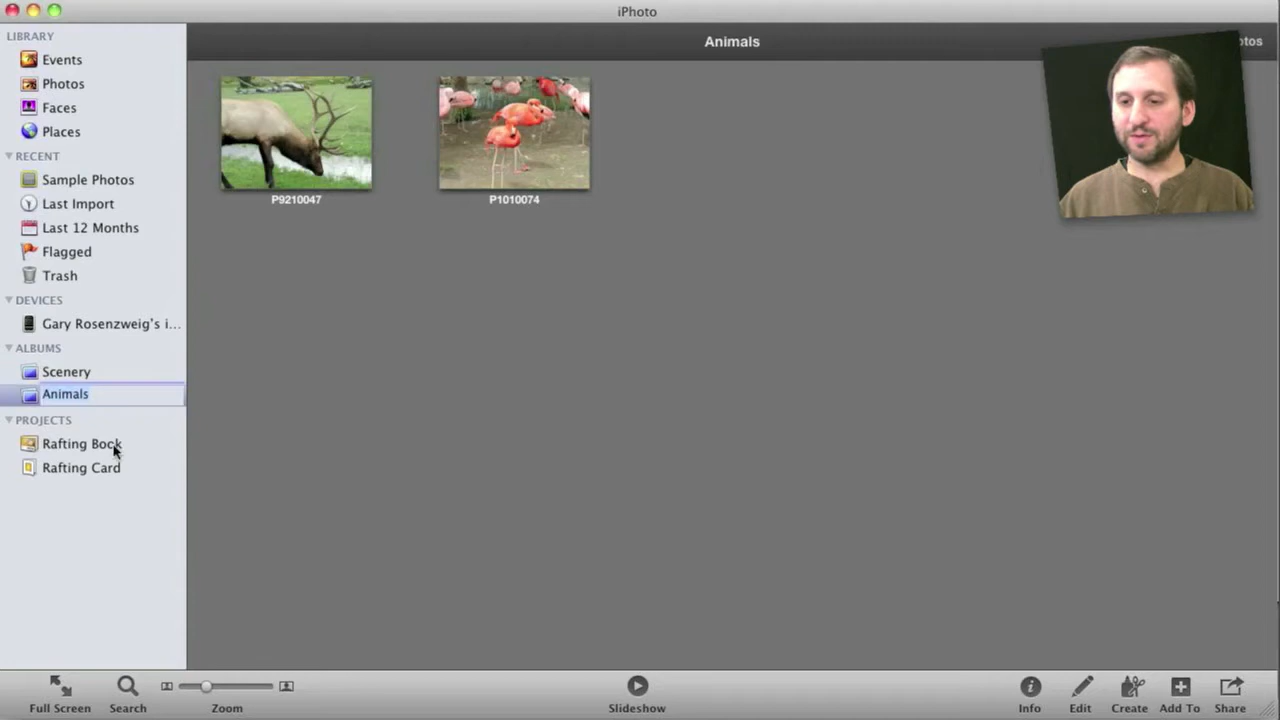 iPhoto
LIBRARY
Events
Photos
Faces
Places
RECENT
Sample Photos
Last Import
Last 12 Months
Flagged
Trash
DEVICES
Gary Rosenzweig's i...
ALBUMS
Scenery
Animals
PROJECTS
Rafting Book
Rafting Card
Animals
P9210047
P1010074
Full Screen
Search
Zoom
Slideshow
Info
Edit
Create
Add To
Share